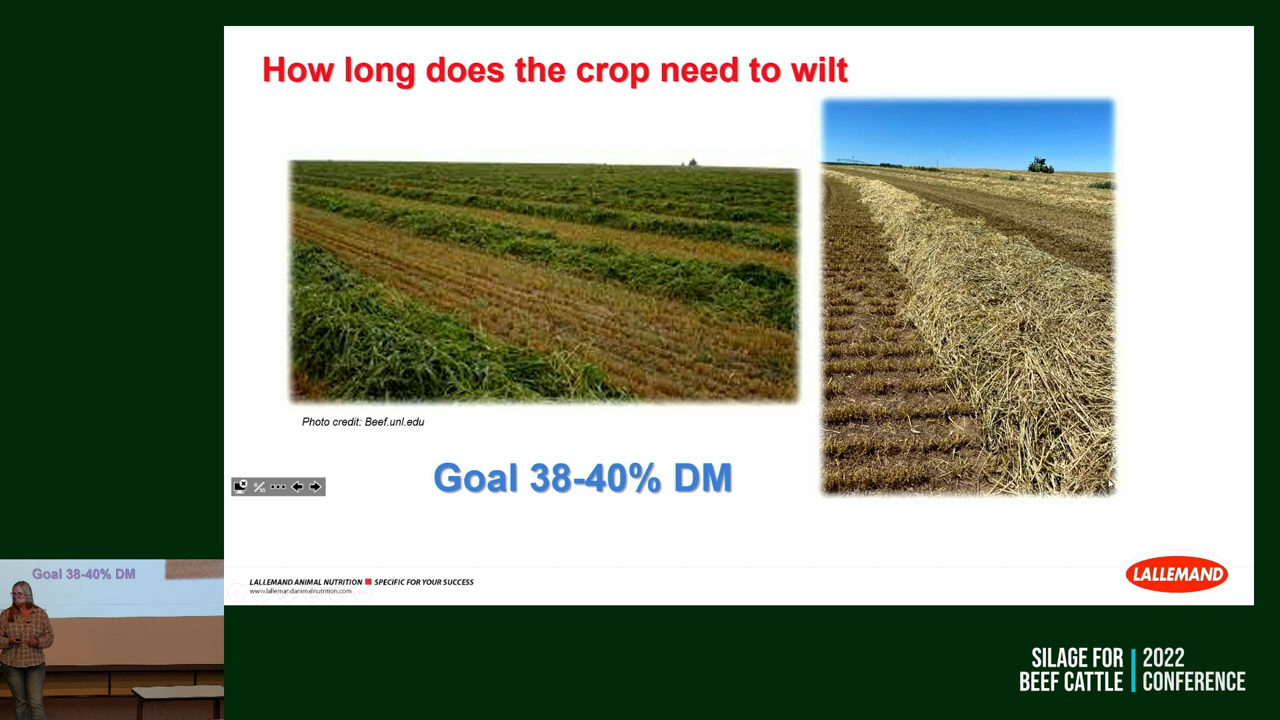 How long does the crop need to wilt
Photo credit: Beef.unl.edu
Goal 38-40% DM
LALLEMAND ANIMAL NUTRITION SPECIFIC FOR YOUR SUCCESS
www.lallemandanimalnutrition.com
LALLEMAND
Goal 38-40% DM
SILAGE FOR
BEEF CATTLE
2022
CONFERENCE